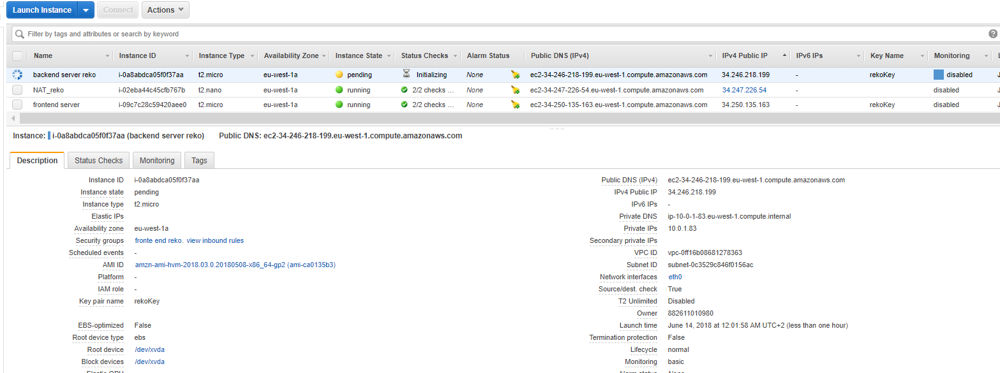 Launch Instance Connect Actions
Filter by tags and attributes or search by keyword
Name Instance ID Instance Type Availability Zone Instance State Status Checks Alarm Status Public DNS (IPv4) IPv4 Public IP IPv6 IPs Key Name Monitoring L
backend server reko i-0a8abdca05f0f37aa t2.micro eu-west-1a pending Initializing None ec2-34-246-218-199.eu-west-1.compute.amazonaws.com 34.246.218.199 - rekoKey disabled J
NAT_reko i-02eba44c45cfb767b t2.nano eu-west-1a running 2/2 checks ... None ec2-34-247-226-54.eu-west-1.compute.amazonaws.com 34.247.226.54 - disabled J
frontend server i-09c7c28c59420aee0 t2.micro eu-west-1a running 2/2 checks ... None ec2-34-250-135-163.eu-west-1.compute.amazonaws.com 34.250.135.163 - rekoKey disabled J
Instance: i-0a8abdca05f0f37aa (backend server reko) Public DNS: ec2-34-246-218-199.eu-west-1.compute.amazonaws.com
Description Status Checks Monitoring Tags
Instance ID i-0a8abdca05f0f37aa Public DNS (IPv4) ec2-34-246-218-199.eu-west-1.compute.amazonaws.com
Instance state pending IPv4 Public IP 34.246.218.199
Instance type t2.micro IPv6 IPs -
Elastic IPs Private DNS ip-10-0-1-83.eu-west-1.compute.internal
Availability zone eu-west-1a Private IPs 10.0.1.83
Security groups fronte end reko. view inbound rules Secondary private IPs
Scheduled events - VPC ID vpc-0ff16b08681278363
AMI ID amzn-ami-hvm-2018.03.0.20180508-x86_64-gp2 (ami-ca0135b3) Subnet ID subnet-0c3529c846f0156ac
Platform - Network interfaces eth0
IAM role - Source/dest. check True
Key pair name rekoKey T2 Unlimited Disabled
Owner 882611010980
EBS-optimized False Launch time June 14, 2018 at 12:01:58 AM UTC+2 (less than one hour)
Root device type ebs Termination protection False
Root device /dev/xvda Lifecycle normal
Block devices /dev/xvda Monitoring basic
Elastic GPU Alarm status None